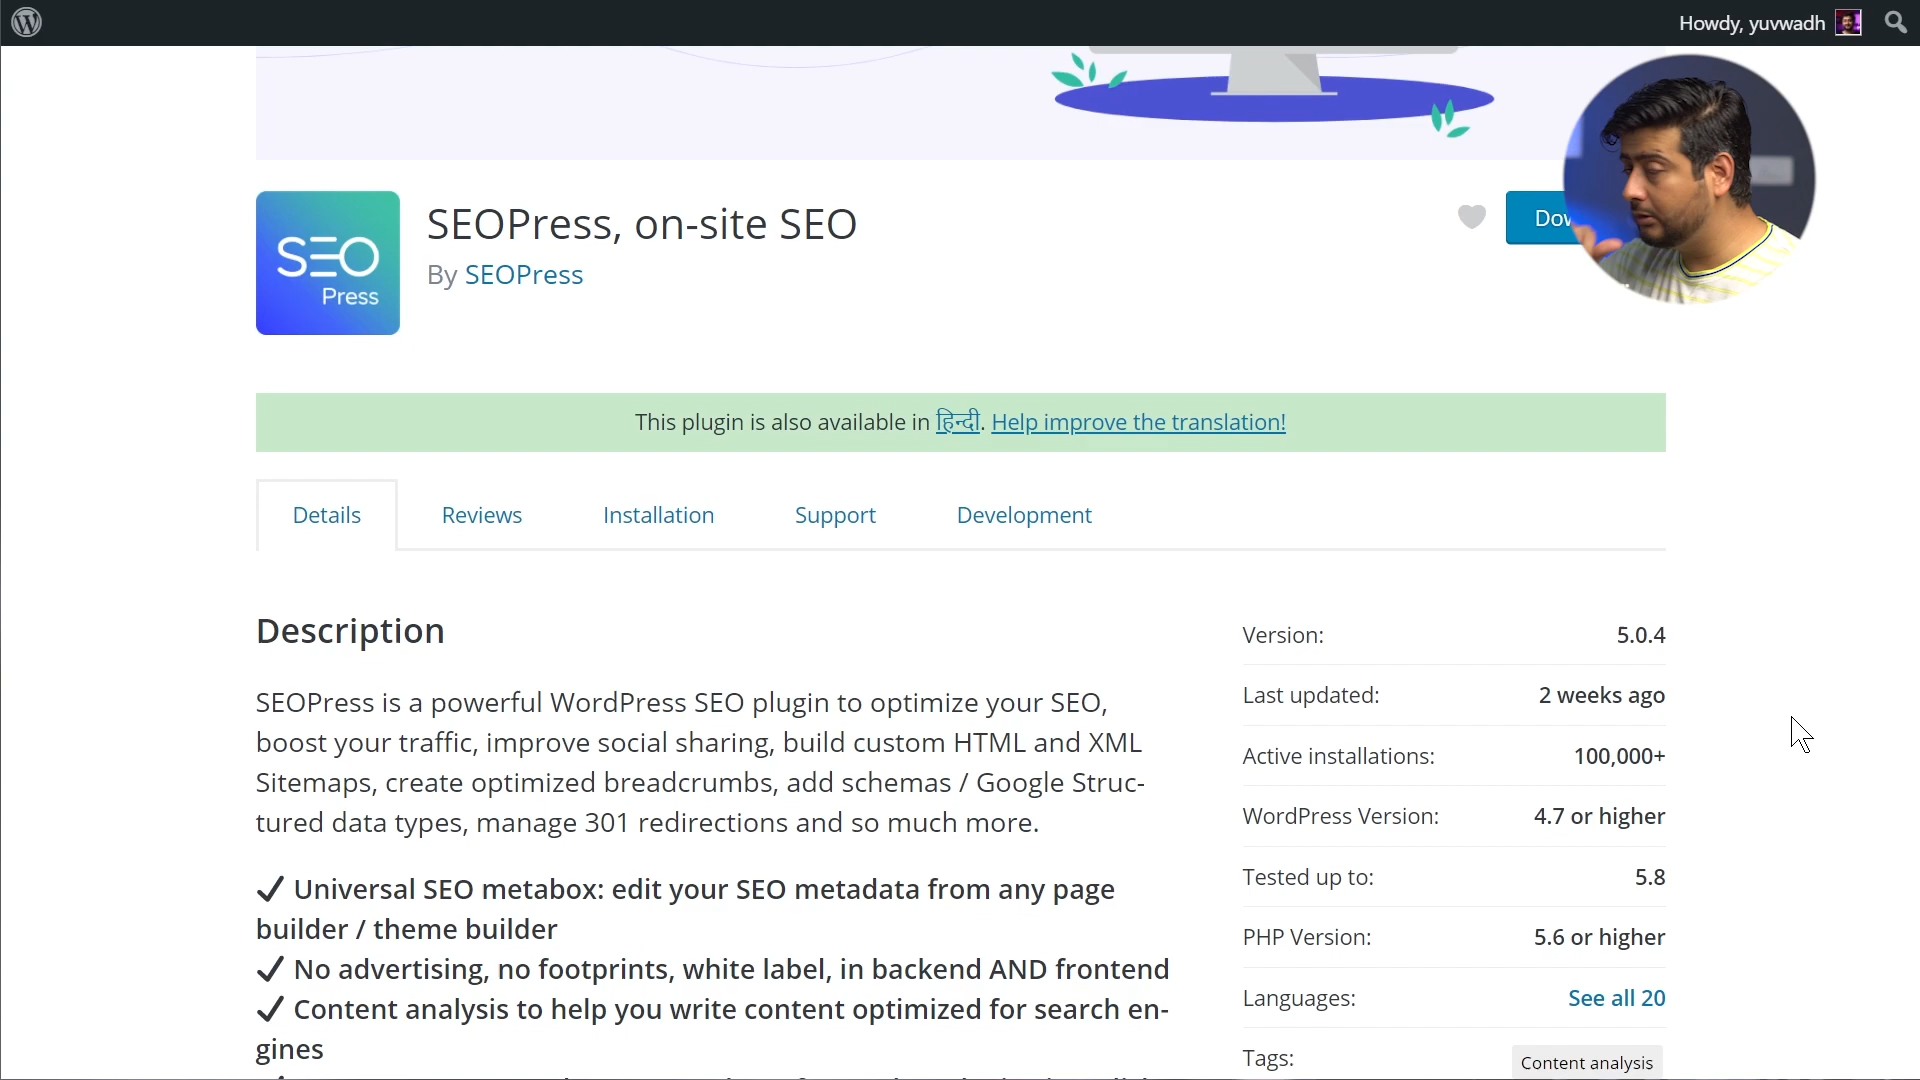 Howdy, yuvwadh
SEO
Press
SEOPress, on-site SEO
By SEOPress
This plugin is also available in हिन्दी. Help improve the translation!
Details
Reviews
Installation
Support
Development
Description
SEOPress is a powerful WordPress SEO plugin to optimize your SEO,
boost your traffic, improve social sharing, build custom HTML and XML
Sitemaps, create optimized breadcrumbs, add schemas / Google Struc-
tured data types, manage 301 redirections and so much more.
✓ Universal SEO metabox: edit your SEO metadata from any page
builder / theme builder
✓ No advertising, no footprints, white label, in backend AND frontend
✓ Content analysis to help you write content optimized for search en-
gines
Version: 5.0.4
Last updated: 2 weeks ago
Active installations: 100,000+
WordPress Version: 4.7 or higher
Tested up to: 5.8
PHP Version: 5.6 or higher
Languages: See all 20
Tags: Content analysis